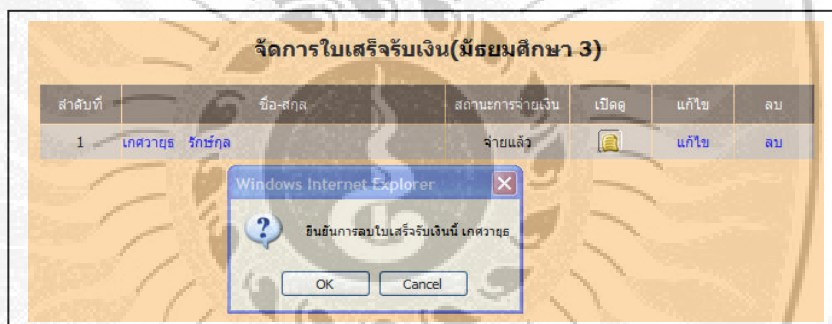 จัดการใบเสร็จรับเงิน(มัธยมศึกษา 3)
ลำดับที่ ชื่อ-สกุล สถานะการจ่ายเงิน เปิดดู แก้ไข ลบ
1 เกศวายุธ รักษ์กุล จ่ายแล้ว แก้ไข ลบ
Windows Internet Explorer
ยืนยันการลบใบเสร็จรับเงินนี้ เกศวายุธ
OK Cancel